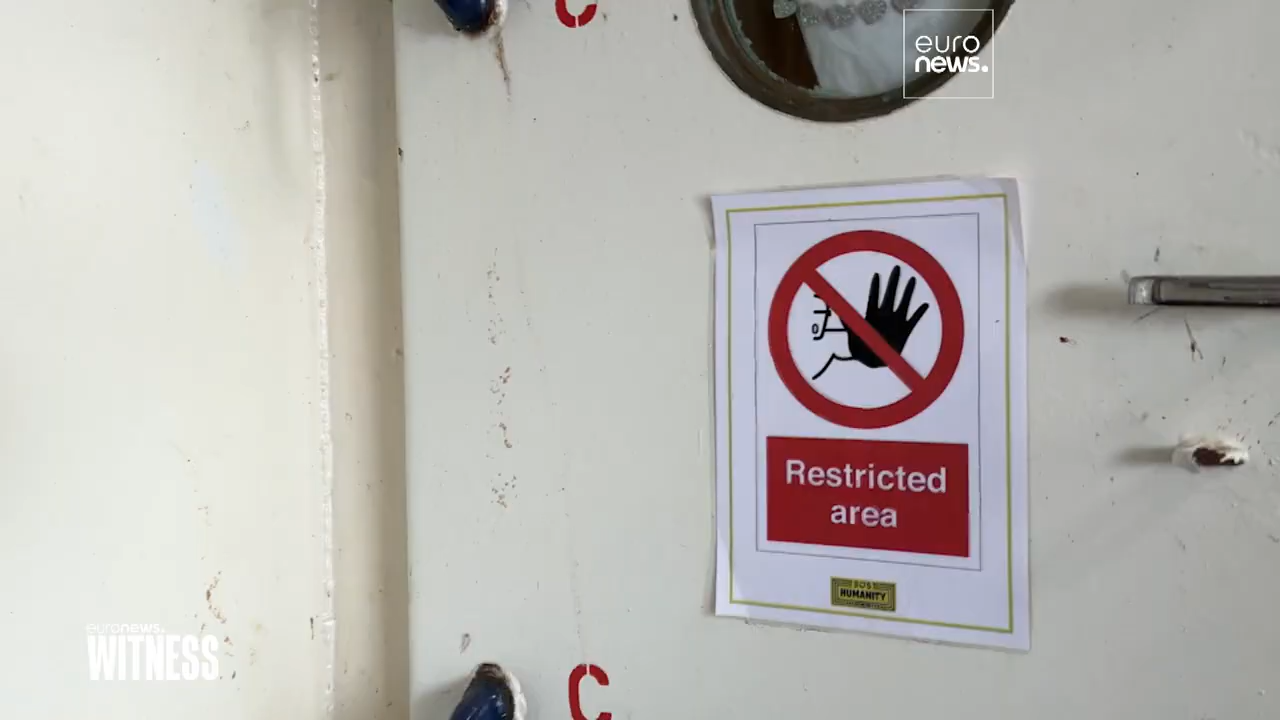 C
euro
news.
Restricted
area
SOS
HUMANITY
euronews.
WITNESS
C